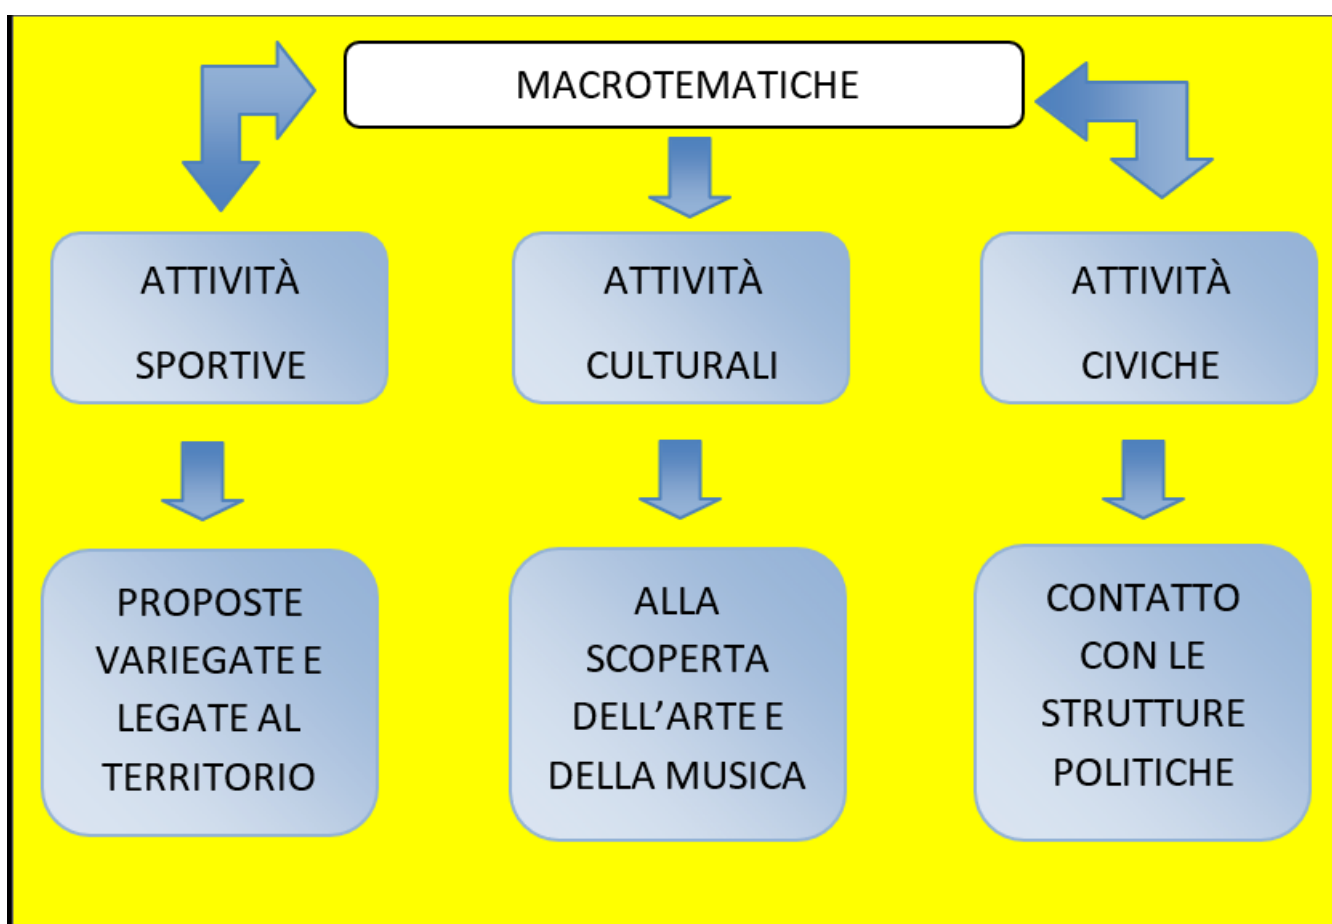 MACROTEMATICHE
ATTIVITÀ
SPORTIVE
ATTIVITÀ
CULTURALI
ATTIVITÀ
CIVICHE
PROPOSTE
VARIEGATE E
LEGATE AL
TERRITORIO
ALLA
SCOPERTA
DELL’ARTE E
DELLA MUSICA
CONTATTO
CON LE
STRUTTURE
POLITICHE